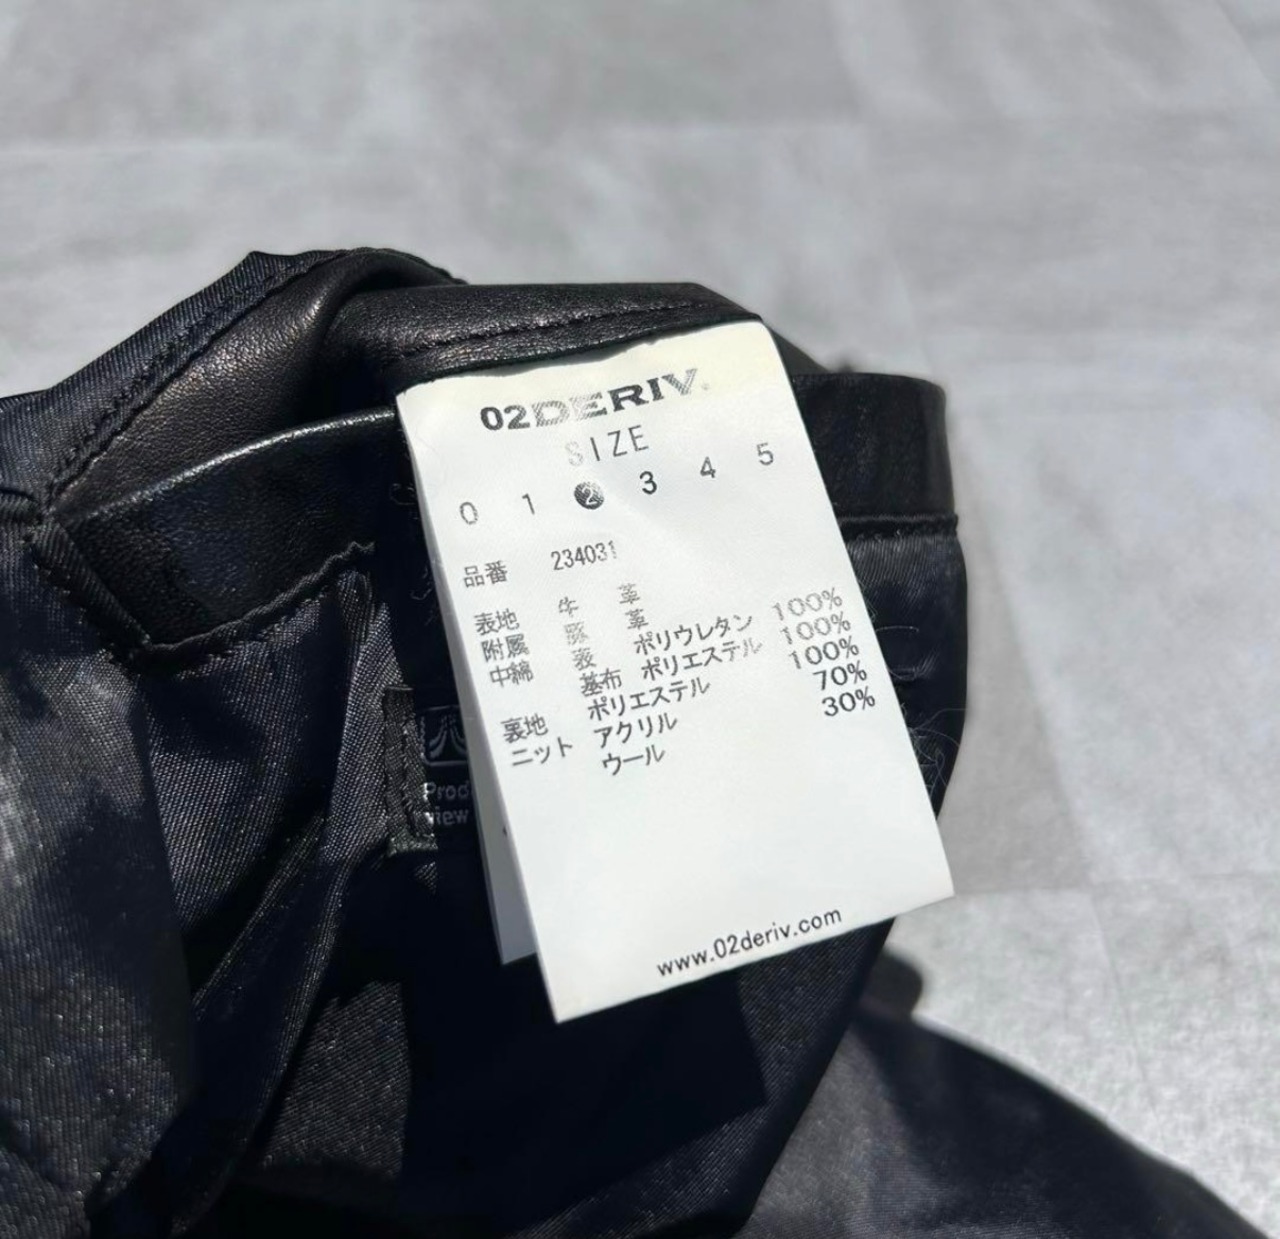 02DERIV.
SIZE
0 1 2 3 4 5
品番 234031
表地 牛 革
附属 豚 革
中綿 表 ポリウレタン 100%
基布 ポリエステル 100%
裏地 ポリエステル 100%
ニット アクリル 70%
ウール 30%
www.02deriv.com